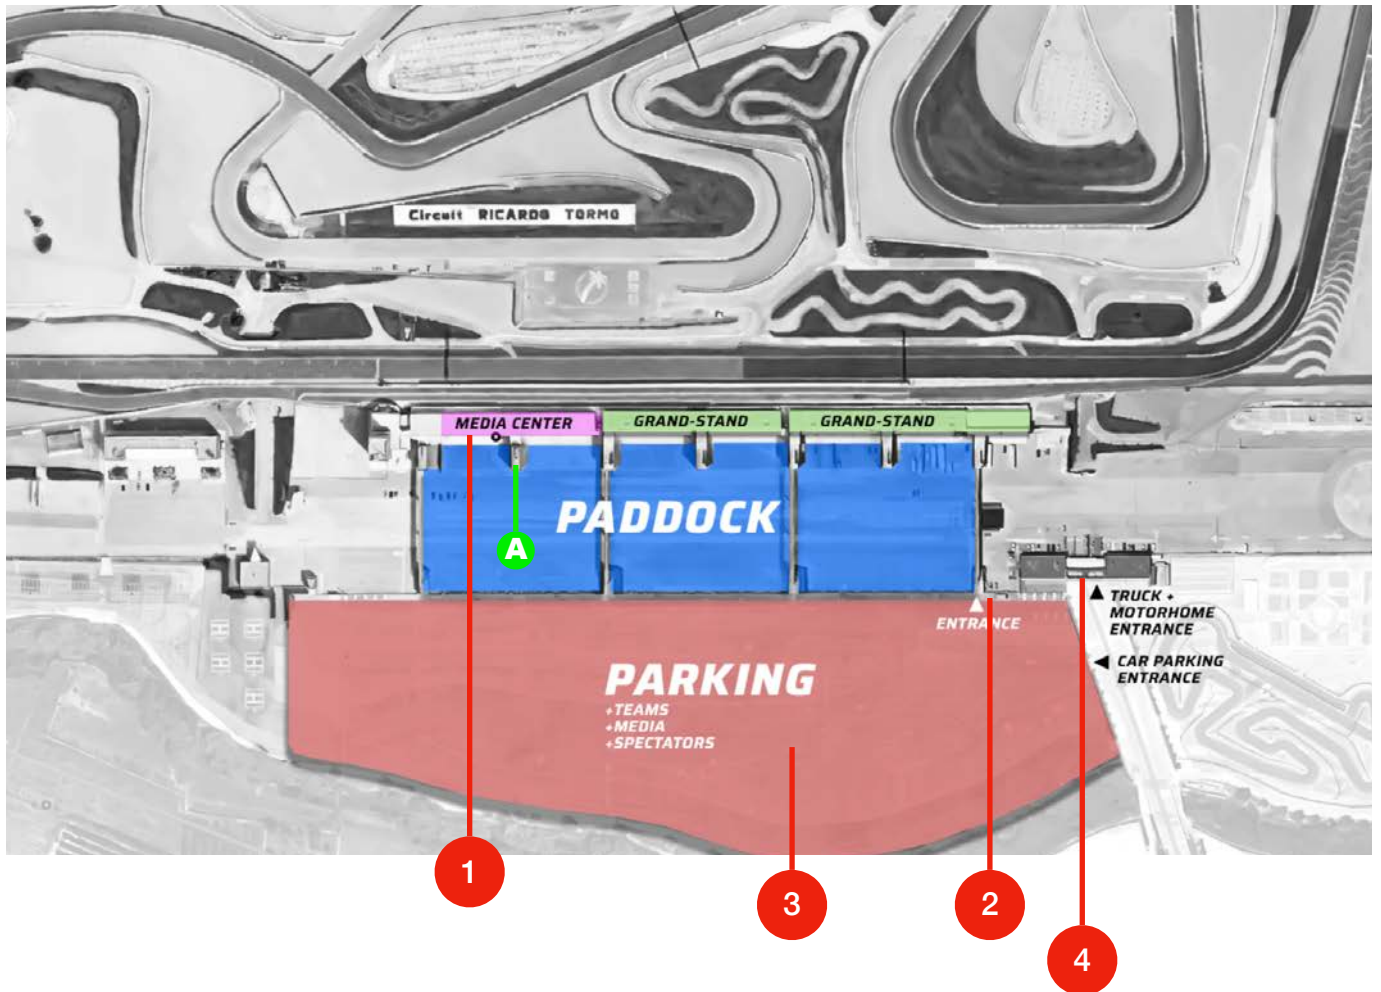 Circuit RICARDO TORMO
MEDIA CENTER
GRAND-STAND
GRAND-STAND
PADDOCK
A
ENTRANCE
TRUCK +
MOTORHOME
ENTRANCE
CAR PARKING
ENTRANCE
PARKING
+TEAMS
+MEDIA
+SPECTATORS
H
H
H
H
H
1
3
2
4